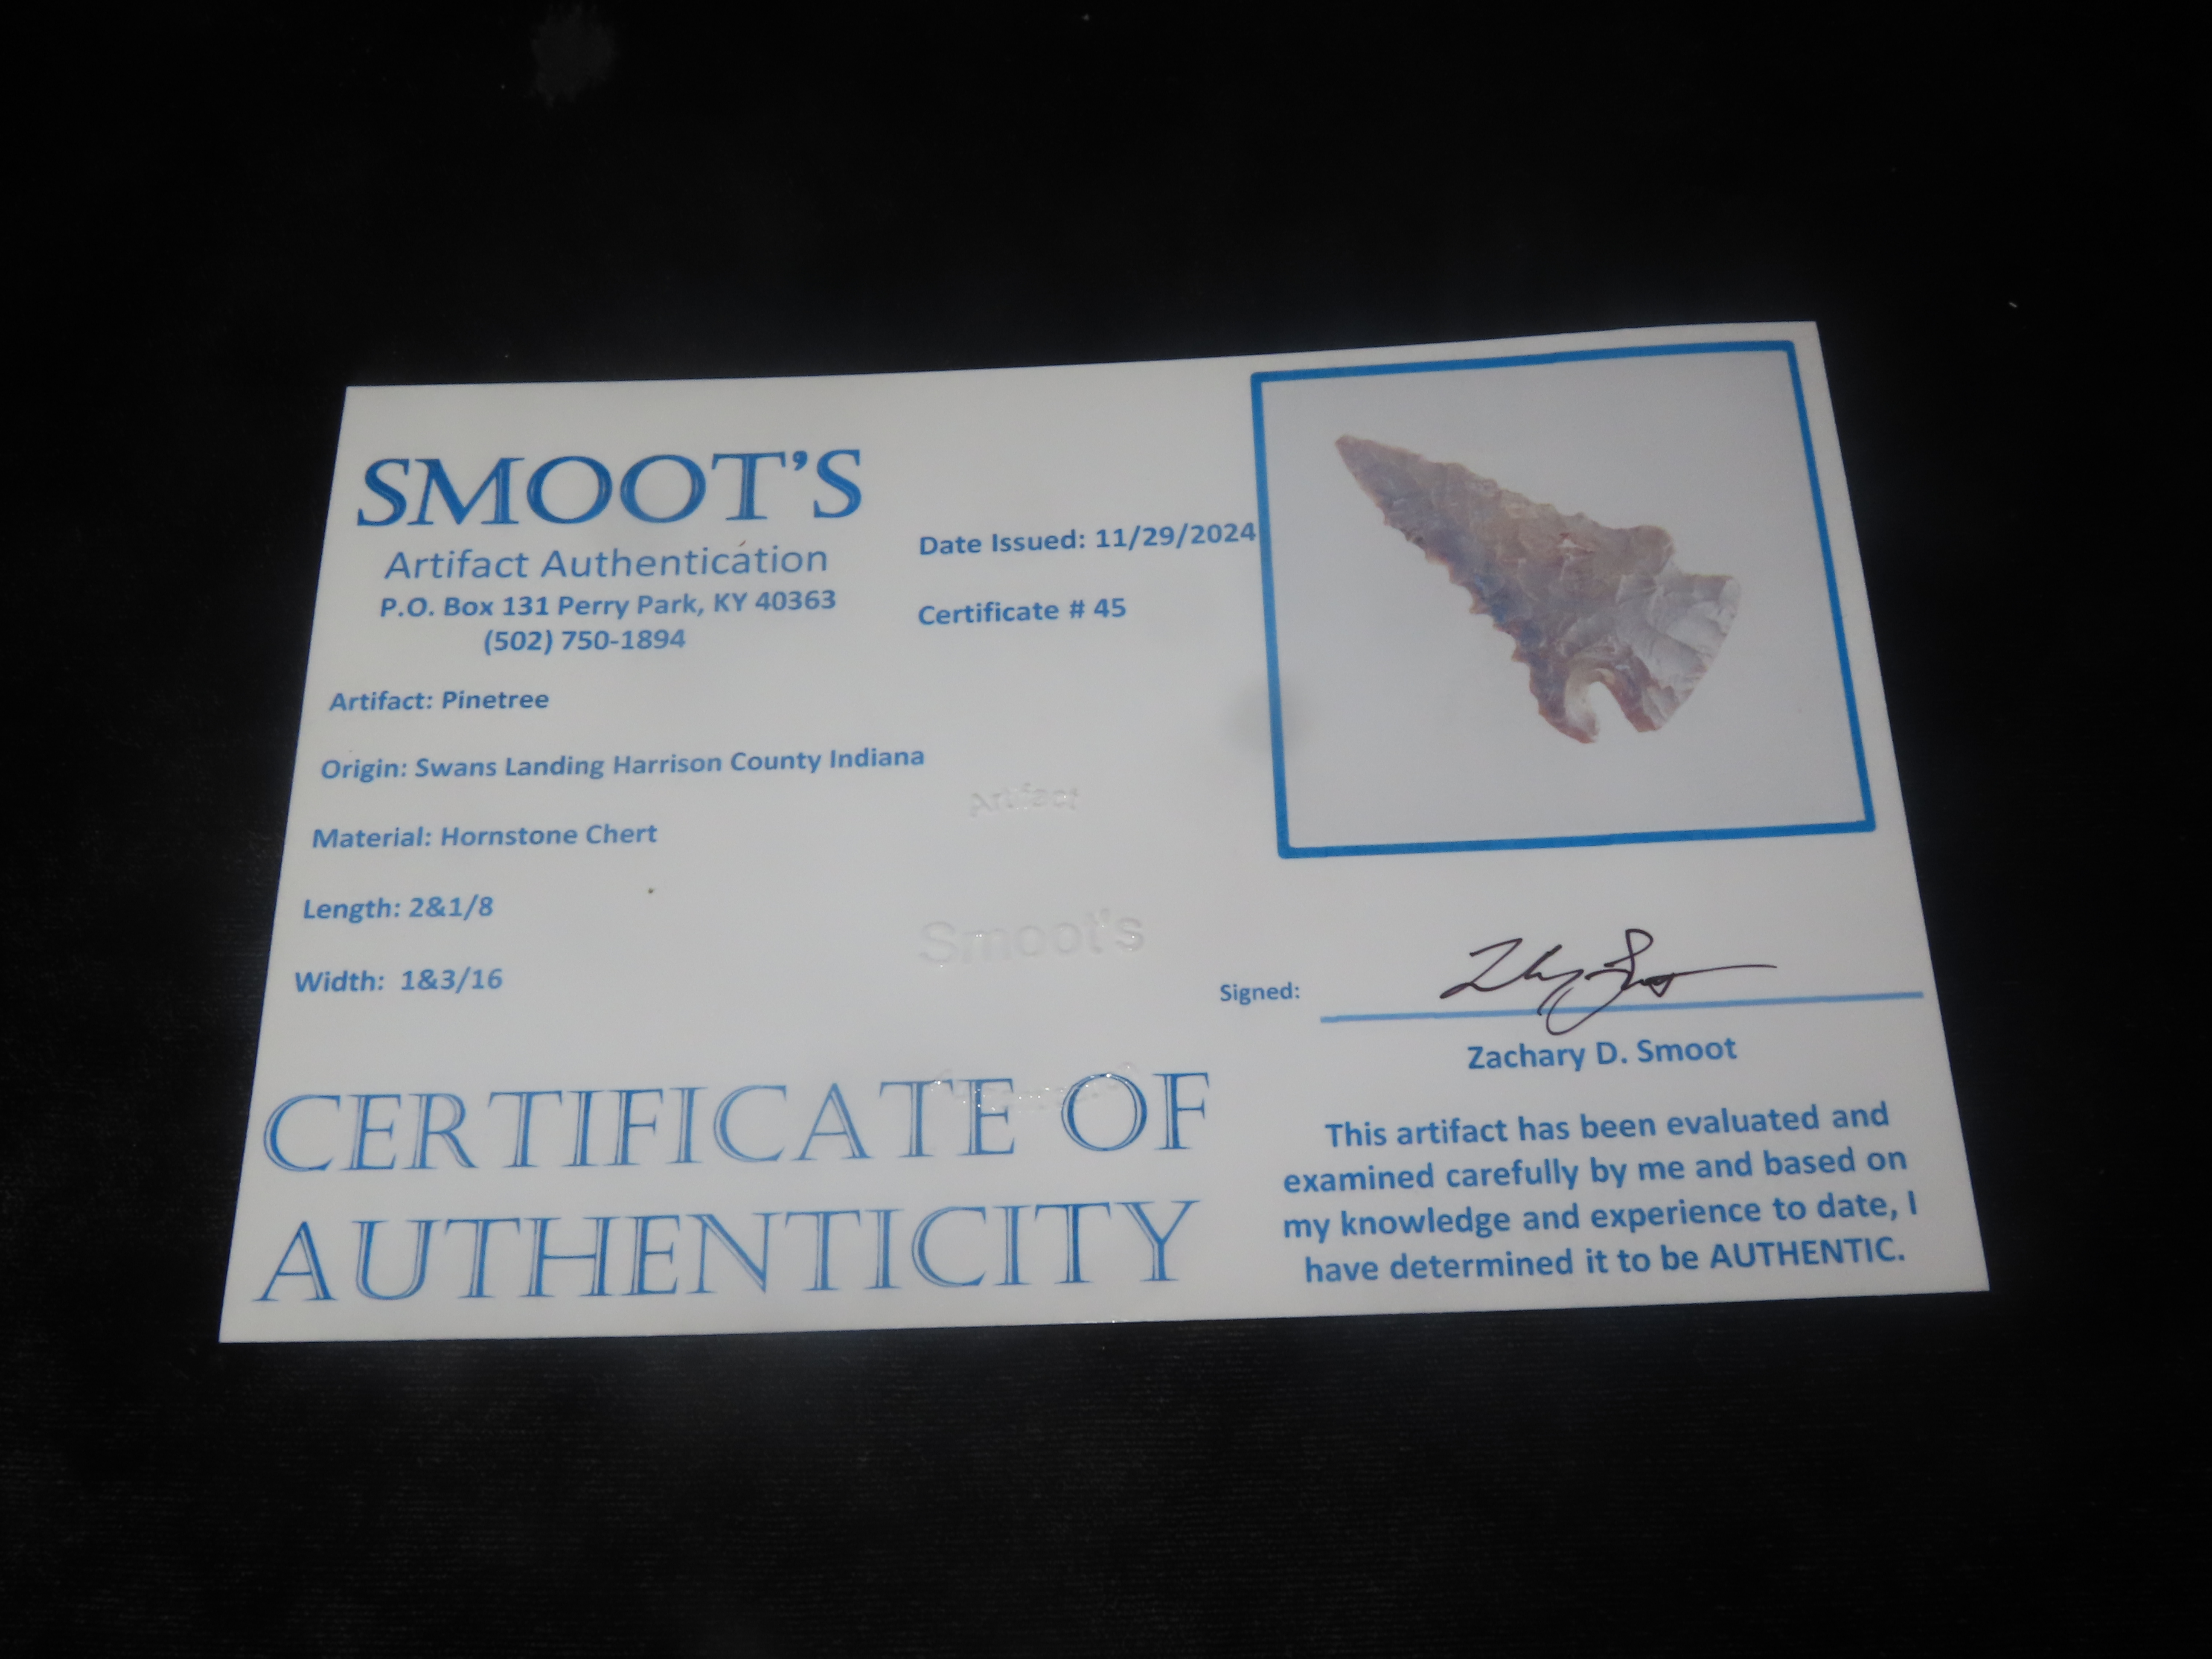 SMOOT'S
Artifact Authentication
P.O. Box 131 Perry Park, KY 40363
(502) 750-1894
Date Issued: 11/29/2024
Certificate # 45
Artifact: Pinetree
Origin: Swans Landing Harrison County Indiana
Material: Hornstone Chert
Length: 2&1/8
Width: 1&3/16
Artifact
Smoot's
Signed:
Zachary D. Smoot
CERTIFICATE OF
AUTHENTICITY
This artifact has been evaluated and
examined carefully by me and based on
my knowledge and experience to date, I
have determined it to be AUTHENTIC.